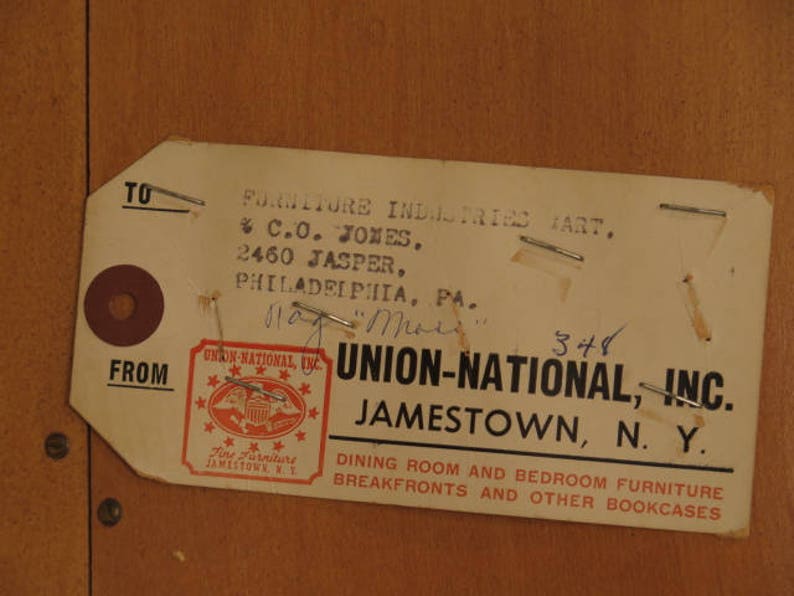 TO
FURNITURE INDUSTRIES MART.
% C.O. JONES.
2460 JASPER,
PHILADELPHIA, PA.
348
FROM
UNION-NATIONAL, INC.
Fine Furniture
JAMESTOWN, N. Y.
UNION-NATIONAL, INC.
JAMESTOWN, N. Y.
DINING ROOM AND BEDROOM FURNITURE
BREAKFRONTS AND OTHER BOOKCASES